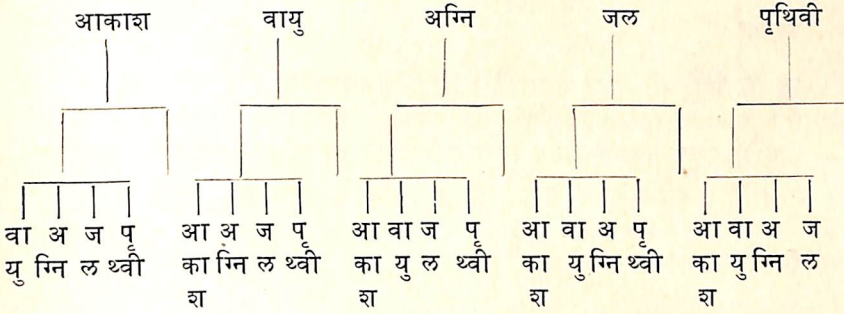 आकाश वायु अग्नि जल पृथिवी
वा अ ज पृ आ अ ज पृ आ वा ज पृ आ वा अ पृ आ वा अ ज
यु ग्नि ल थ्वी का ग्नि ल थ्वी का यु ल थ्वी का यु ग्नि थ्वी का यु ग्नि ल
श श श श